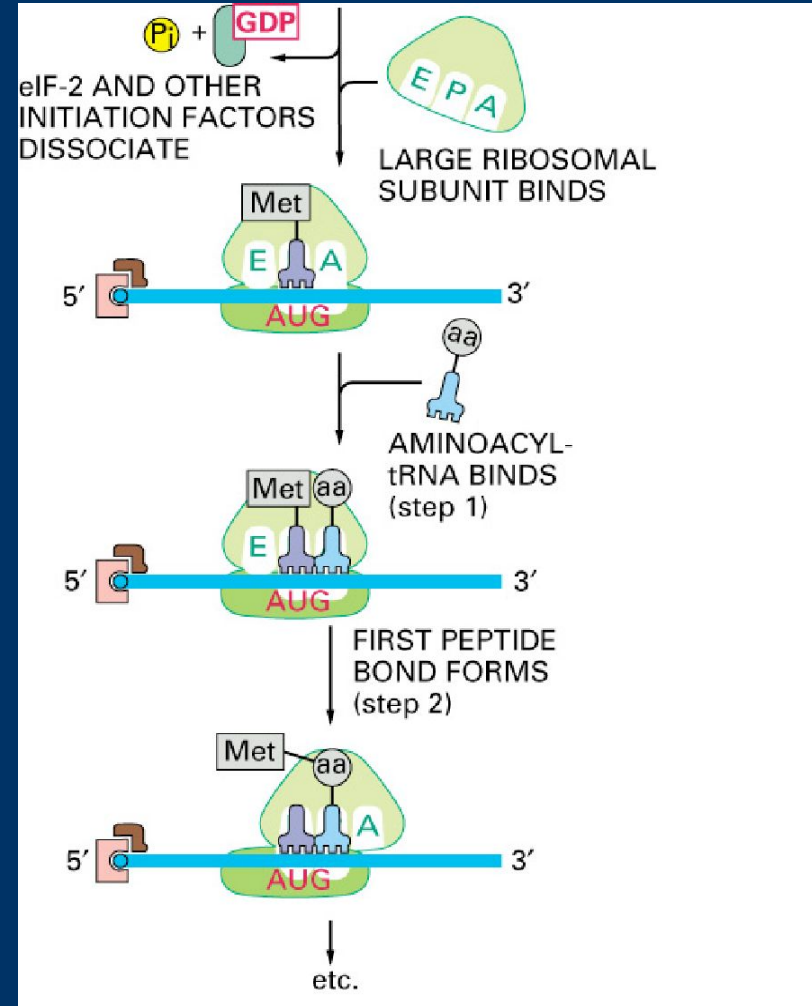 Pi + GDP
eIF-2 AND OTHER
INITIATION FACTORS
DISSOCIATE
E P A
LARGE RIBOSOMAL
SUBUNIT BINDS
Met
E A
5′ 3′
AUG
aa
AMINOACYL-
tRNA BINDS
(step 1)
Met aa
E
5′ 3′
AUG
FIRST PEPTIDE
BOND FORMS
(step 2)
Met aa
A
5′ 3′
AUG
etc.